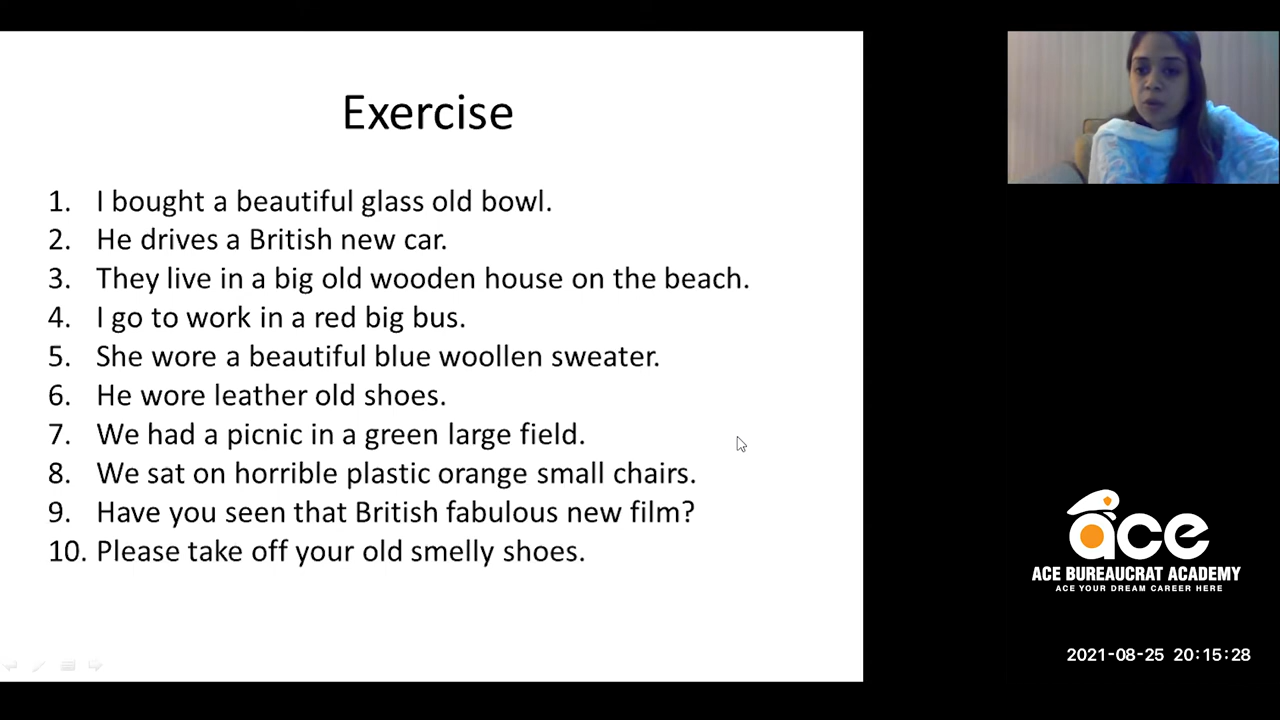 Exercise
1. I bought a beautiful glass old bowl.
2. He drives a British new car.
3. They live in a big old wooden house on the beach.
4. I go to work in a red big bus.
5. She wore a beautiful blue woollen sweater.
6. He wore leather old shoes.
7. We had a picnic in a green large field.
8. We sat on horrible plastic orange small chairs.
9. Have you seen that British fabulous new film?
10. Please take off your old smelly shoes.
ace
ACE BUREAUCRAT ACADEMY
ACE YOUR DREAM CAREER HERE
2021-08-25 20:15:28